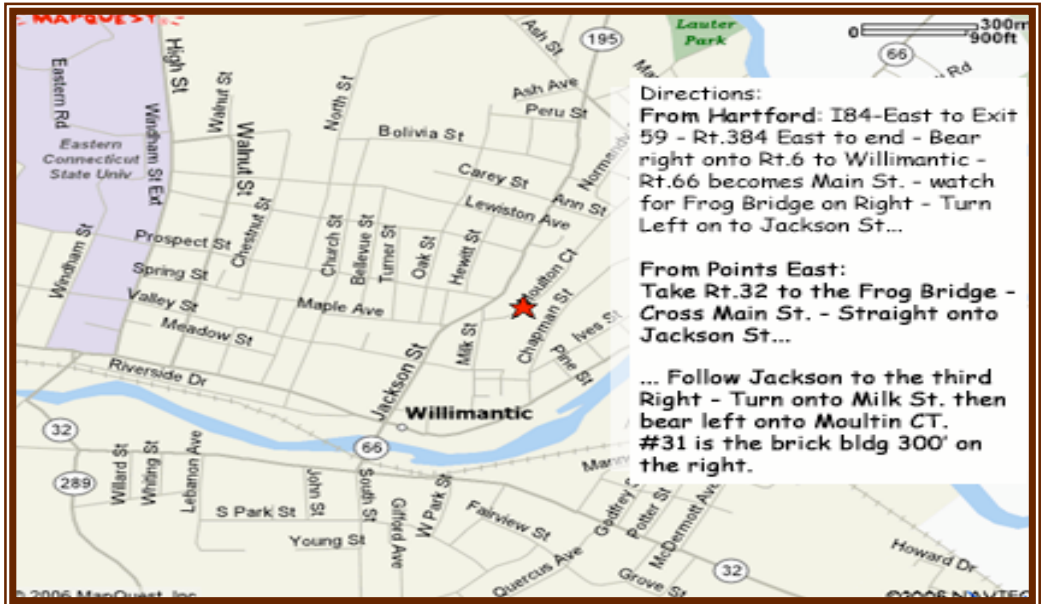 MAPQUEST
300m
0
900ft
Lauter
Park
195
66
Rd
Ash St
High St
Eastern Rd
Walnut St
North St
Ash Ave
Peru St
Windham St Ext
Walnut St
Bolivia St
Normandy
Eastern
Connecticut
State Univ
Carey St
Ann St
Lewiston Ave
Chestnut St
Church St
Bellevue St
Turner St
Oak St
Hewitt St
Prospect St
Windham St
Spring St
Moulton Ct
Valley St
Maple Ave
Chapman St
Ives St
Meadow St
Milk St
Pine St
Riverside Dr
Jackson St
Willimantic
32
66
289
Willard St
Whiting St
Lebanon Ave
John St
South St
Gifford Ave
W Park St
S Park St
Fairview St
Godfrey S
Potter St
McDermott Ave
Young St
Quercus Ave
Grove St
32
Howard Dr
Directions:
From Hartford: I84-East to Exit
59 - Rt.384 East to end - Bear
right onto Rt.6 to Willimantic -
Rt.66 becomes Main St. - watch
for Frog Bridge on Right - Turn
Left on to Jackson St...
From Points East:
Take Rt.32 to the Frog Bridge -
Cross Main St. - Straight onto
Jackson St...
... Follow Jackson to the third
Right - Turn onto Milk St. then
bear left onto Moultin CT.
#31 is the brick bldg 300' on
the right.
© 2006 MapQuest, Inc
©2006 NAVTEQ